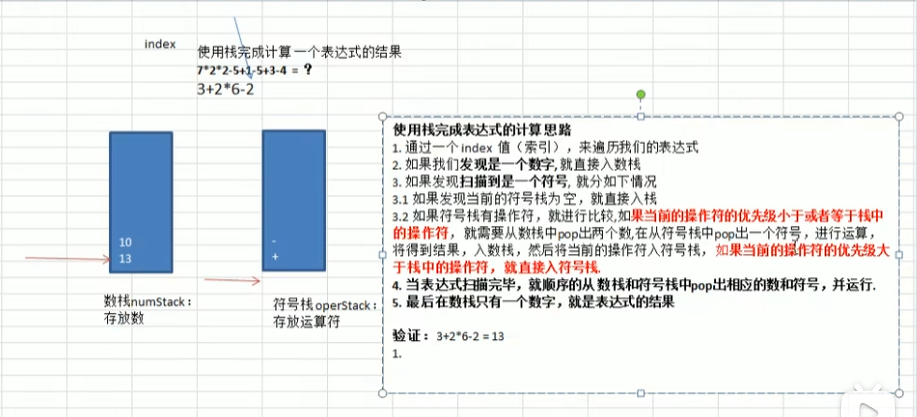 index
使用栈完成计算一个表达式的结果
7*2*2-5+1-5+3-4 = ?
3+2*6-2
10
13
-
+
数栈numStack：
存放数
符号栈operStack：
存放运算符
使用栈完成表达式的计算 思路
1. 通过一个 index 值（索引），来遍历我们的表达式
2. 如果我们发现是一个数字, 就直接入数栈
3. 如果发现扫描到是一个符号, 就分如下情况
3.1 如果发现当前的符号栈为 空，就直接入栈
3.2 如果符号栈有操作符，就进行比较,如果当前的操作符的优先级小于或者等于栈中
的操作符， 就需要从数栈中pop出两个数,在从符号栈中pop出一个符号，进行运算，
将得到结果，入数栈，然后将当前的操作符入符号栈， 如果当前的操作符的优先级大
于栈中的操作符， 就直接入符号栈.
4. 当表达式扫描完毕，就顺序的从 数栈和符号栈中pop出相应的数和符号，并运行.
5. 最后在数栈只有一个数字，就是表达式的结果
验证：3+2*6-2 = 13
1.